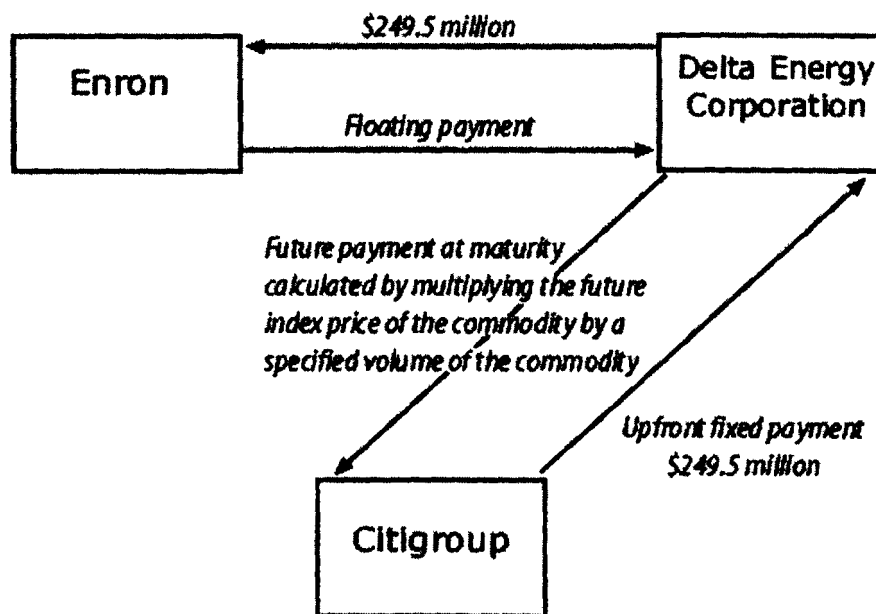 $249.5 million
Enron
Delta Energy
Corporation
Floating payment
Future payment at maturity
calculated by multiplying the future
index price of the commodity by a
specified volume of the commodity
Upfront fixed payment
$249.5 million
Citigroup